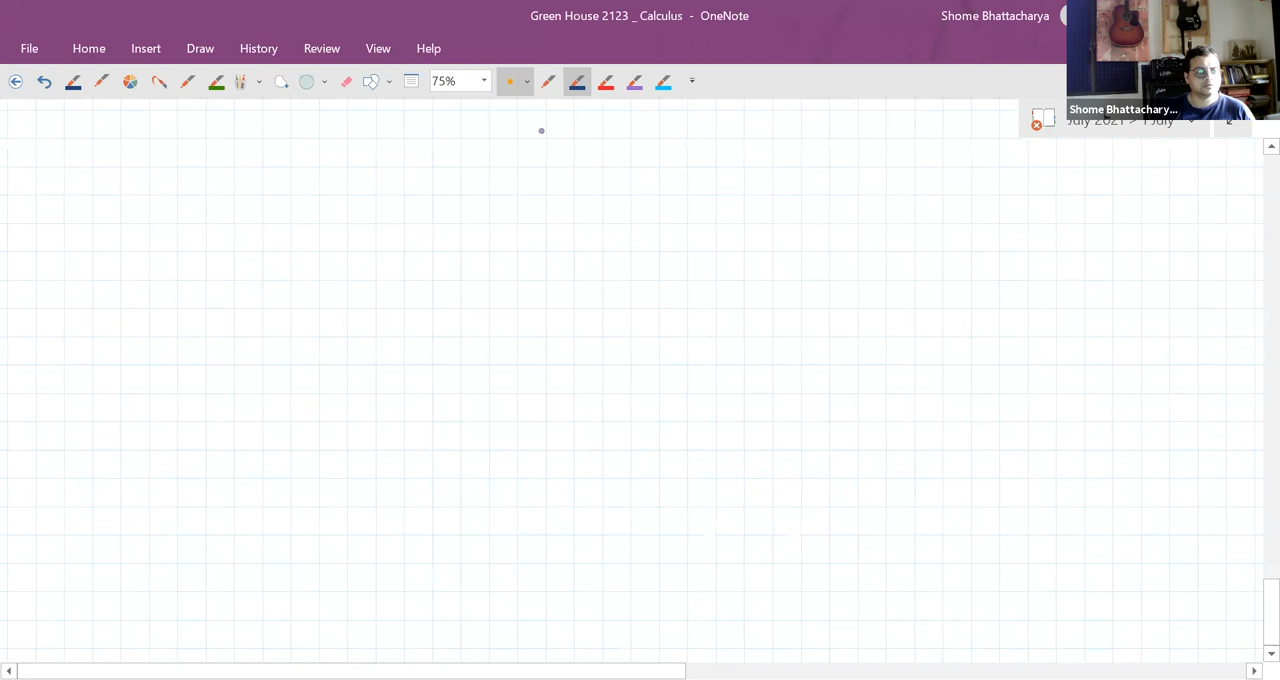 Green House 2123 _ Calculus - OneNote
Shome Bhattacharya
File Home Insert Draw History Review View Help
75%
Shome Bhattachary...
July 2021 > 1 July